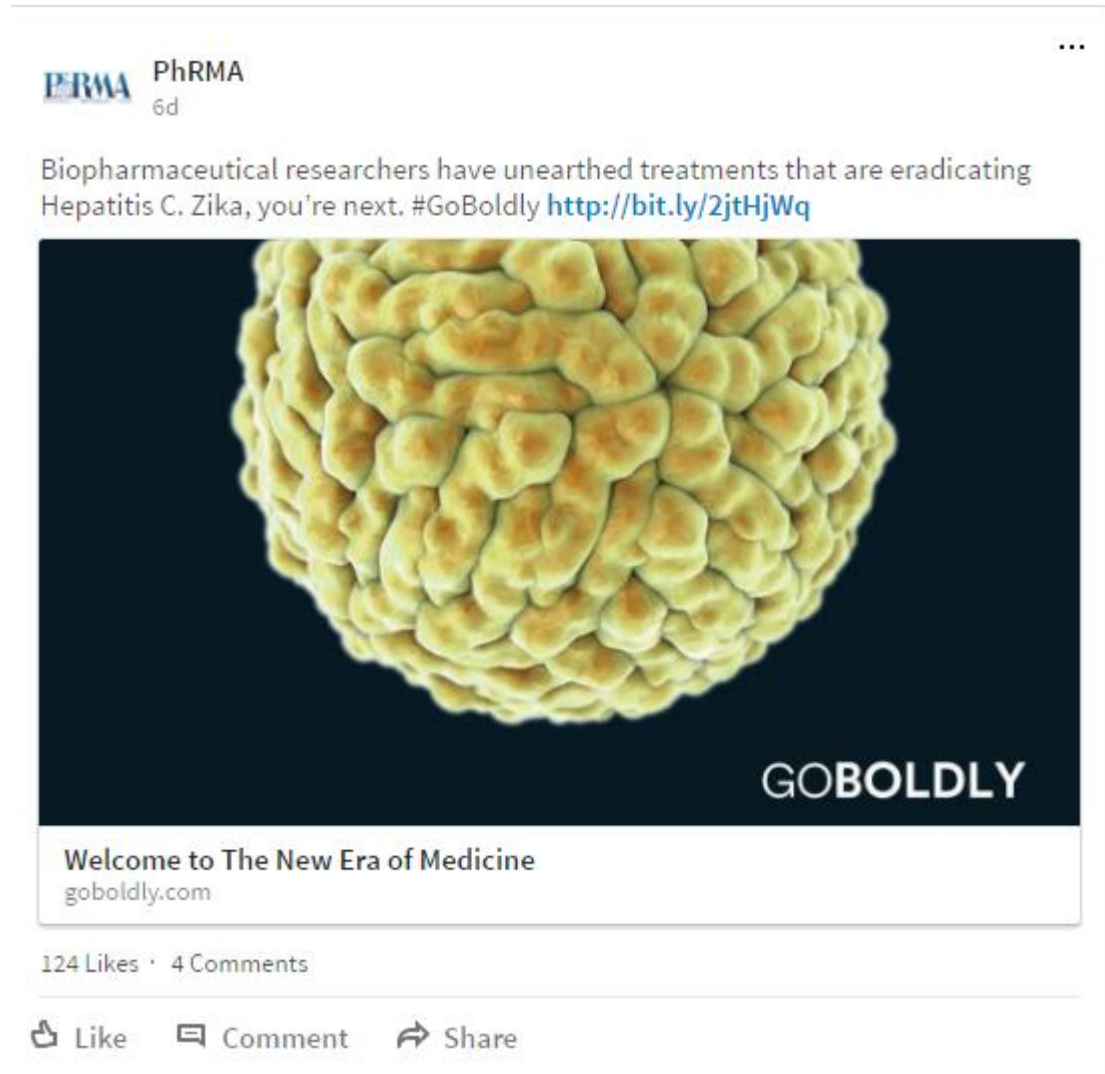 PhRMA
PhRMA
6d
Biopharmaceutical researchers have unearthed treatments that are eradicating
Hepatitis C. Zika, you're next. #GoBoldly http://bit.ly/2jtHjWq
GOBOLDLY
Welcome to The New Era of Medicine
goboldly.com
124 Likes · 4 Comments
Like Comment Share